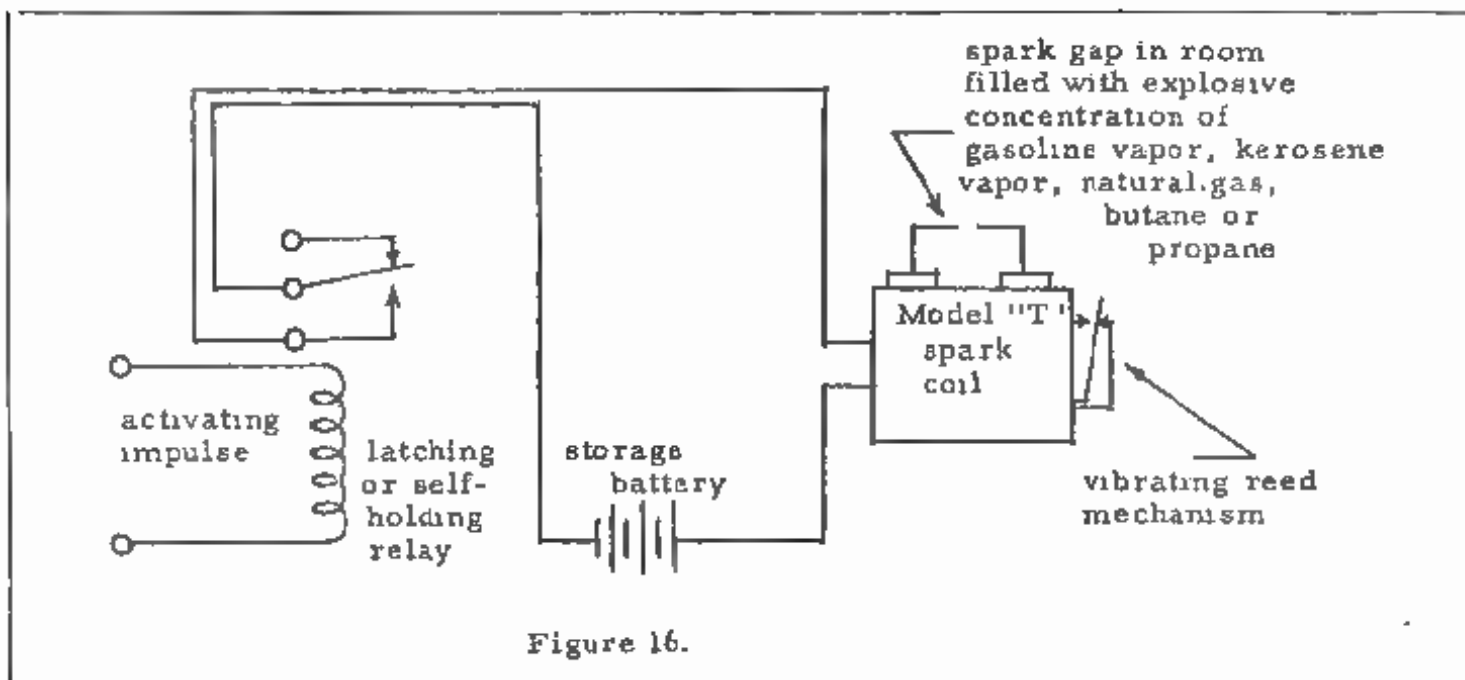 spark gap in room
filled with explosive
concentration of
gasoline vapor, kerosene
vapor, natural.gas,
butane or
propane
Model "T"
spark
coil
activating
impulse
latching
or self-
holding
relay
storage
battery
vibrating reed
mechanism
Figure 16.